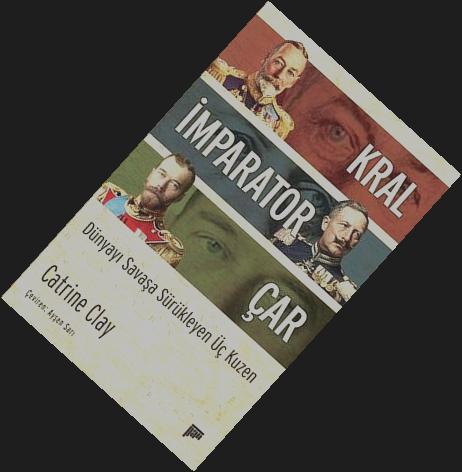 KRAL
İMPARATOR
ÇAR
Dünyayı Savaşa Sürükleyen Üç Kuzen
Catrine Clay
Çeviren: Ayşen Sarı